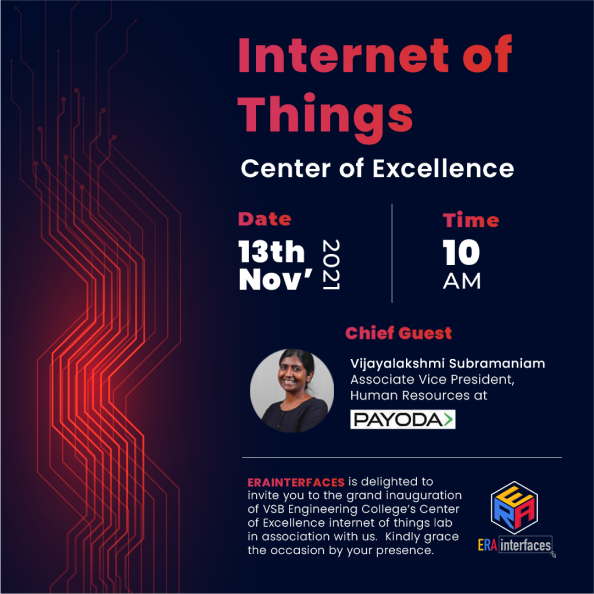 Internet of
Things
Center of Excellence
Date
13th
Nov’
2021
Time
10
AM
Chief Guest
Vijayalakshmi Subramaniam
Associate Vice President,
Human Resources at
PAYODA
ERAINTERFACES is delighted to
invite you to the grand inauguration
of VSB Engineering College's Center
of Excellence internet of things lab
in association with us. Kindly grace
the occasion by your presence.
ERA
ERA interfaces